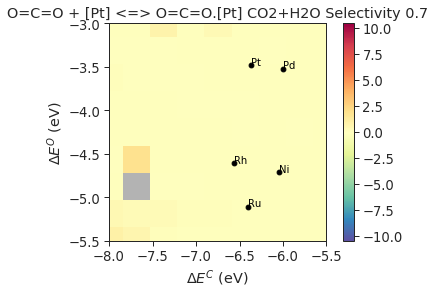 O=C=O + [Pt] <=> O=C=O.[Pt] CO2+H2O Selectivity 0.7
−3.0
−3.5
−4.0
−4.5
−5.0
−5.5
ΔE^O (eV)
Pt
Pd
Rh
Ni
Ru
−8.0 −7.5 −7.0 −6.5 −6.0 −5.5
ΔE^C (eV)
10.0
7.5
5.0
2.5
0.0
−2.5
−5.0
−7.5
−10.0